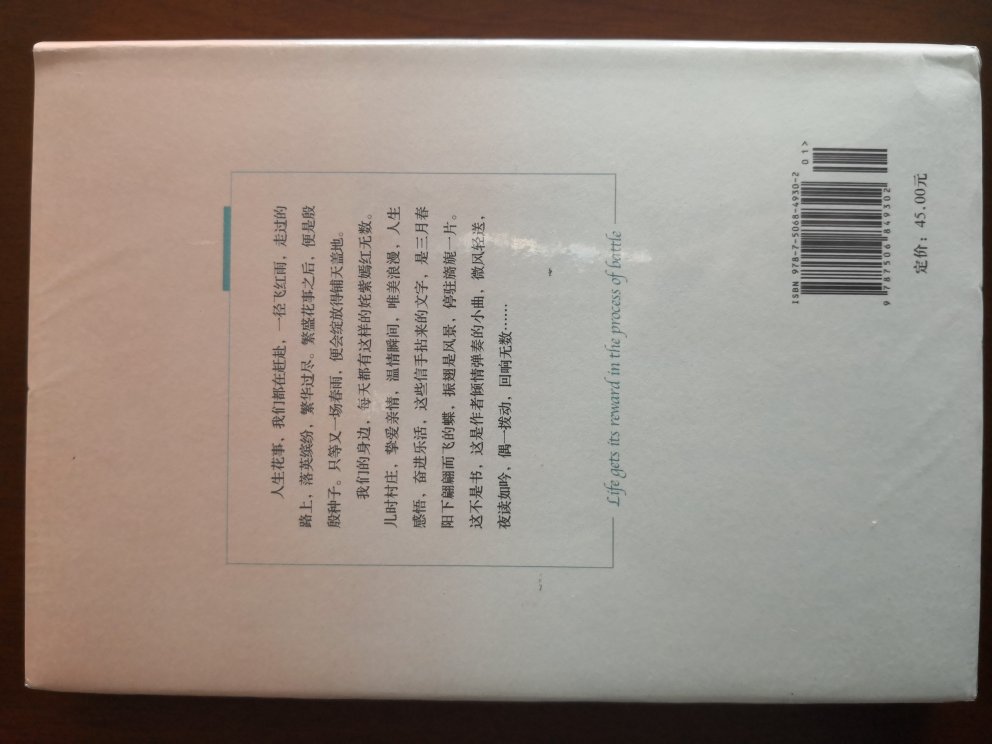 人生花事，我们都在赶赴，一径飞红雨，走过的
路上，落英缤纷，繁华过尽。繁盛花事之后，便是殷
殷种子。只等又一场春雨，便会绽放得铺天盖地。
我们的身边，每天都有这样的姹紫嫣红无数。
儿时村庄，挚爱亲情，温情瞬间，唯美浪漫，人生
感悟，奋进乐活，这些信手拈来的文字，是三月春
阳下翩翩而飞的蝶，振翅是风景，停驻旖旎一片。
这不是书，这是作者倾情弹奏的小曲，微风轻送，
夜读如吟，偶一拨动，回响无数……
Life gets its reward in the process of battle
ISBN 978-7-5068-4930-2
01>
9 787506 849302
定价：45.00元